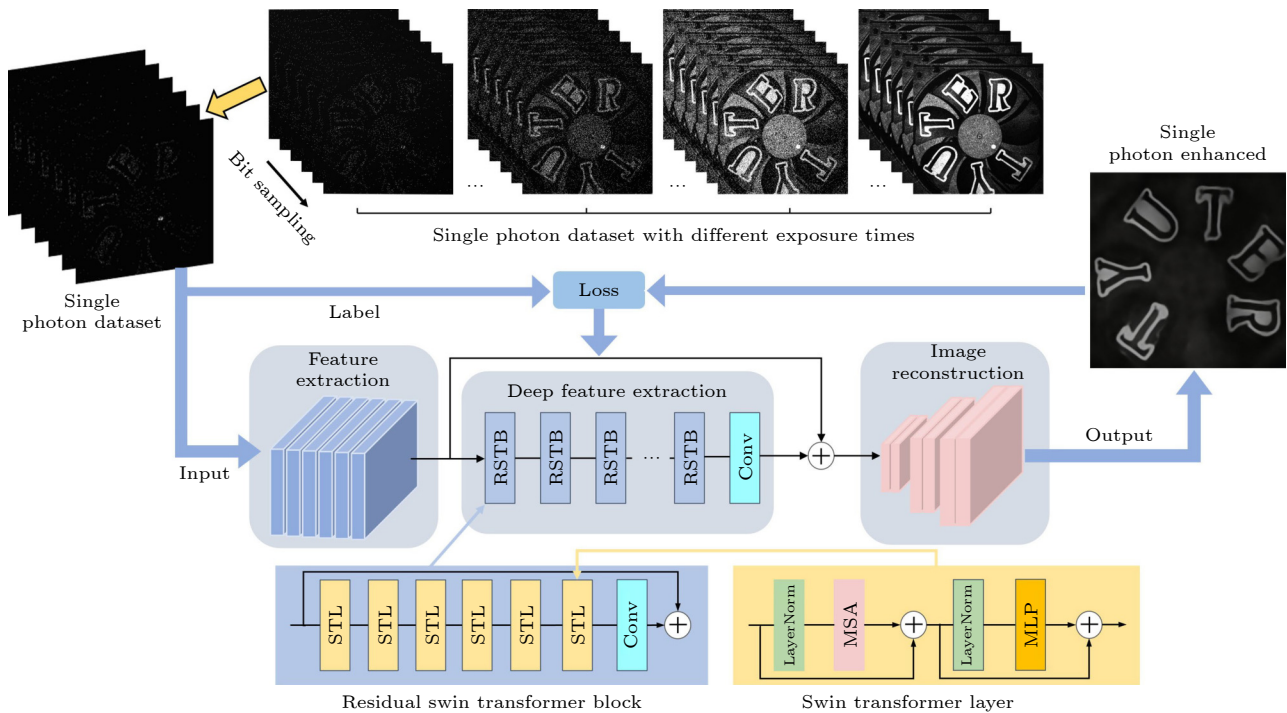 Bit sampling
...
...
...
Single photon dataset with different exposure times
Single
photon enhanced
Single
photon dataset
Label
Loss
Input
Feature
extraction
Deep feature extraction
RSTB
RSTB
RSTB
...
RSTB
Conv
Image
reconstruction
Output
STL
STL
STL
STL
STL
STL
Conv
LayerNorm
MSA
LayerNorm
MLP
Residual swin transformer block
Swin transformer layer